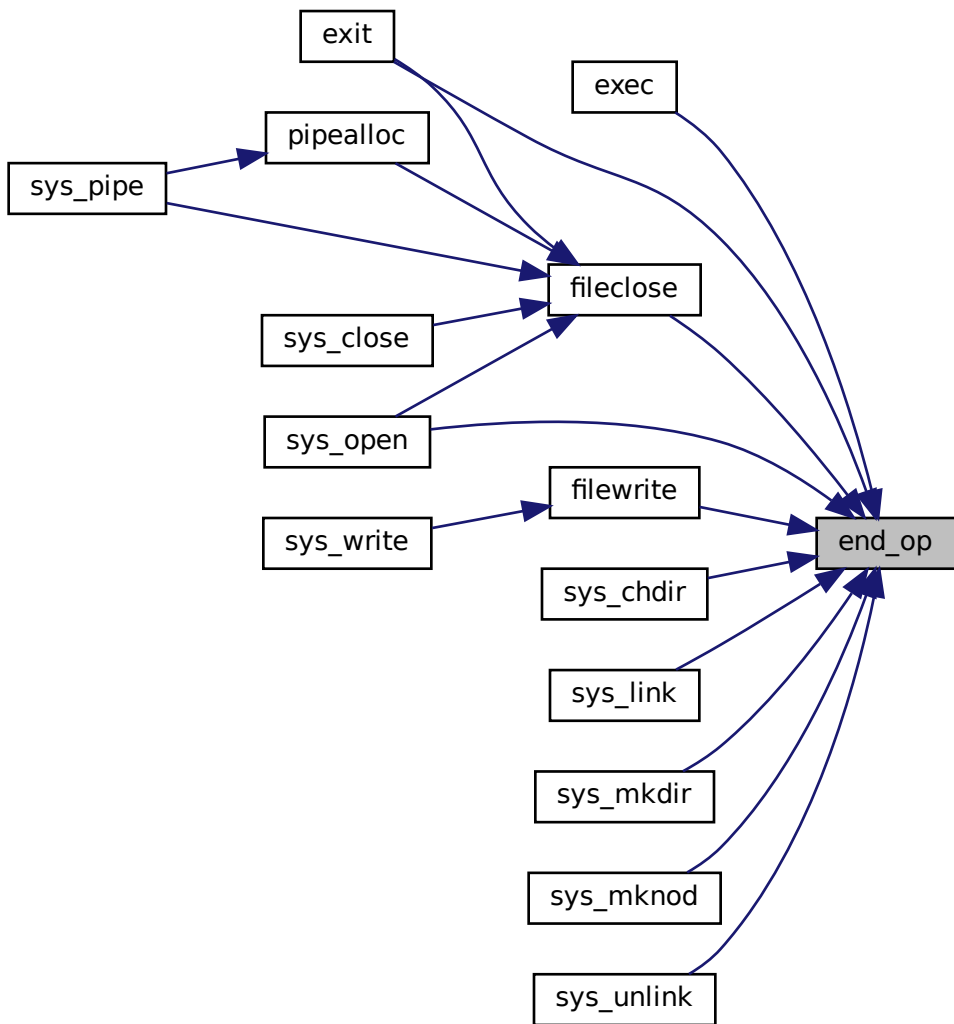 exit
exec
pipealloc
sys_pipe
fileclose
sys_close
sys_open
filewrite
sys_write
end_op
sys_chdir
sys_link
sys_mkdir
sys_mknod
sys_unlink